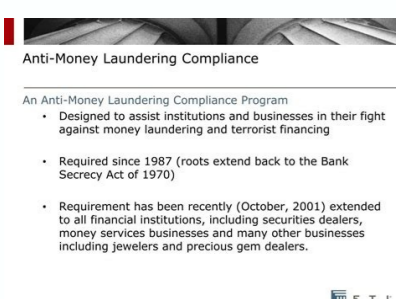 Anti-Money Laundering Compliance
An Anti-Money Laundering Compliance Program
• Designed to assist institutions and businesses in their fight
against money laundering and terrorist financing
• Required since 1987 (roots extend back to the Bank
Secrecy Act of 1970)
• Requirement has been recently (October, 2001) extended
to all financial institutions, including securities dealers,
money services businesses and many other businesses
including jewelers and precious gem dealers.